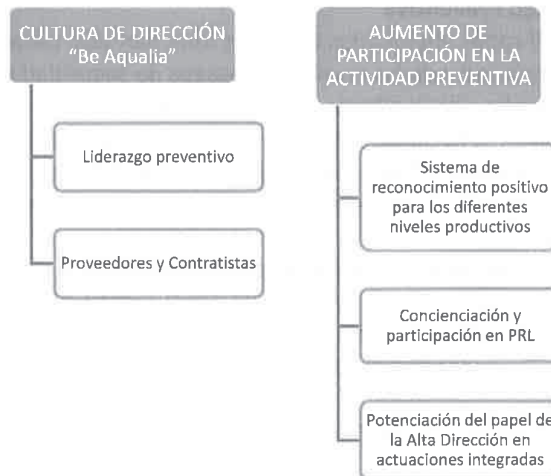 CULTURA DE DIRECCIÓN
“Be Aqualia”
Liderazgo preventivo
Proveedores y Contratistas
AUMENTO DE
PARTICIPACIÓN EN LA
ACTIVIDAD PREVENTIVA
Sistema de
reconocimiento positivo
para los diferentes
niveles productivos
Concienciación y
participación en PRL
Potenciación del papel de
la Alta Dirección en
actuaciones integradas